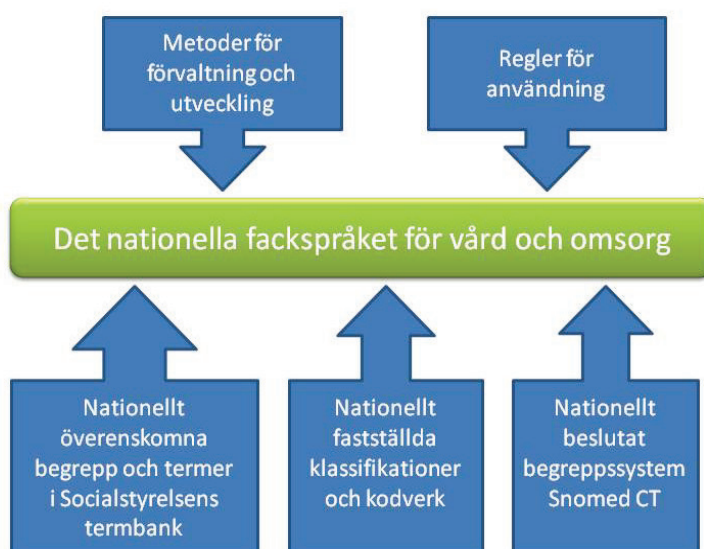 Metoder för
förvaltning och
utveckling
Regler för
användning
Det nationella fackspråket för vård och omsorg
Nationellt
överenskomna
begrepp och termer
i Socialstyrelsens
termbank
Nationellt
fastställda
klassifikationer
och kodverk
Nationellt
beslutat
begreppssystem
Snomed CT